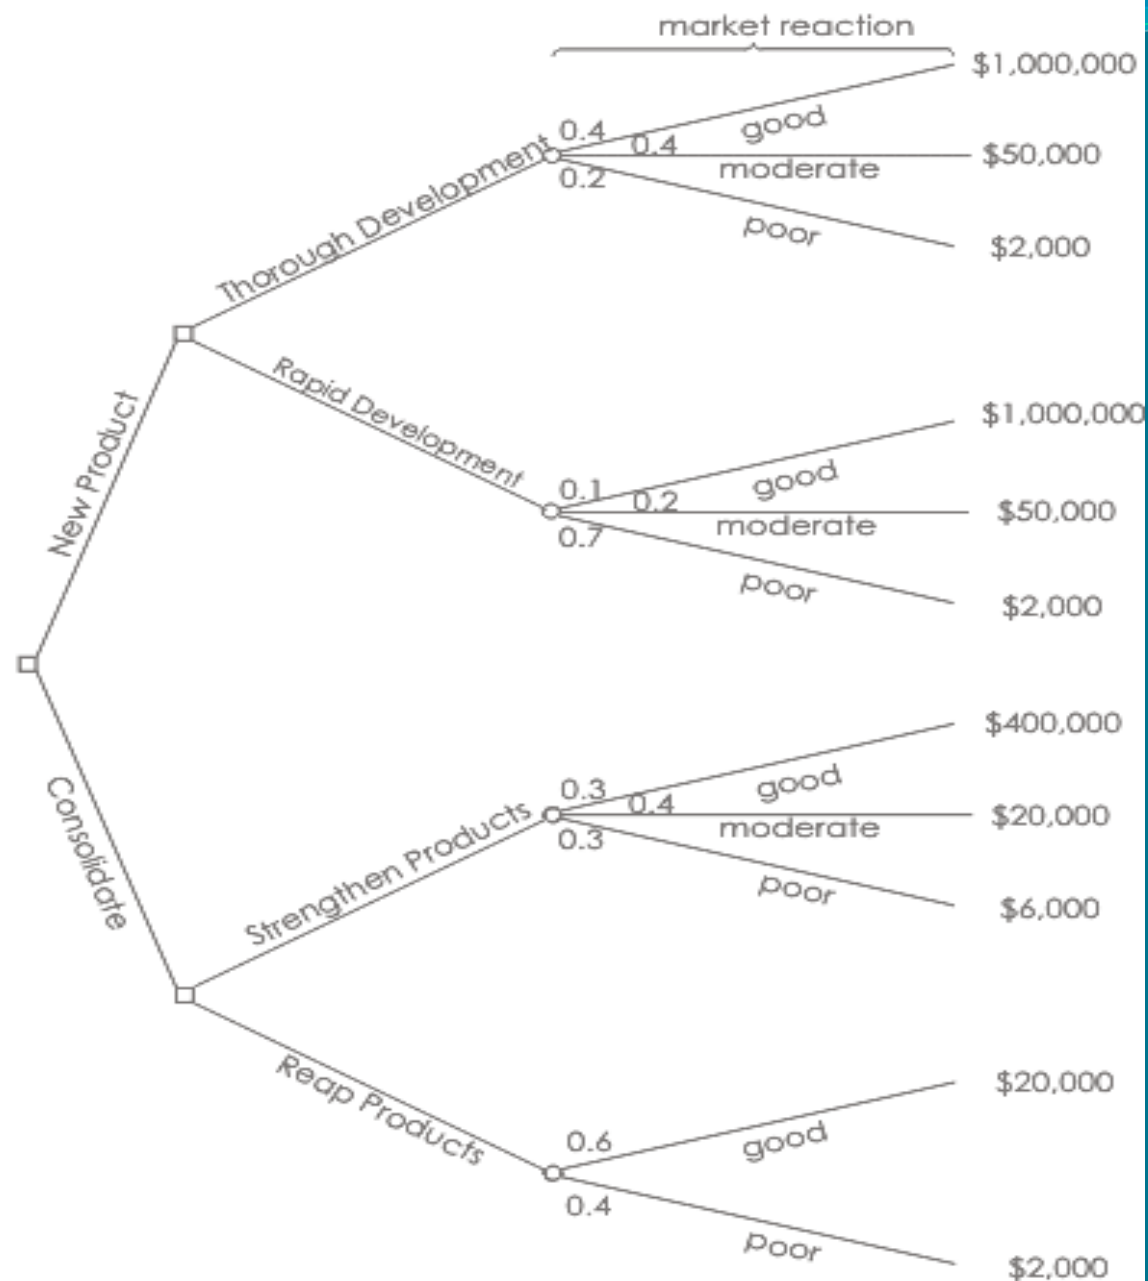 market reaction
$1,000,000
0.4
good
0.4
$50,000
moderate
0.2
poor
$2,000
Thorough Development
Rapid Development
New Product
$1,000,000
0.1
good
0.2
$50,000
moderate
0.7
poor
$2,000
$400,000
0.3
good
0.4
$20,000
moderate
0.3
poor
$6,000
Consolidate
Strengthen Products
Reap Products
$20,000
0.6
good
0.4
poor
$2,000